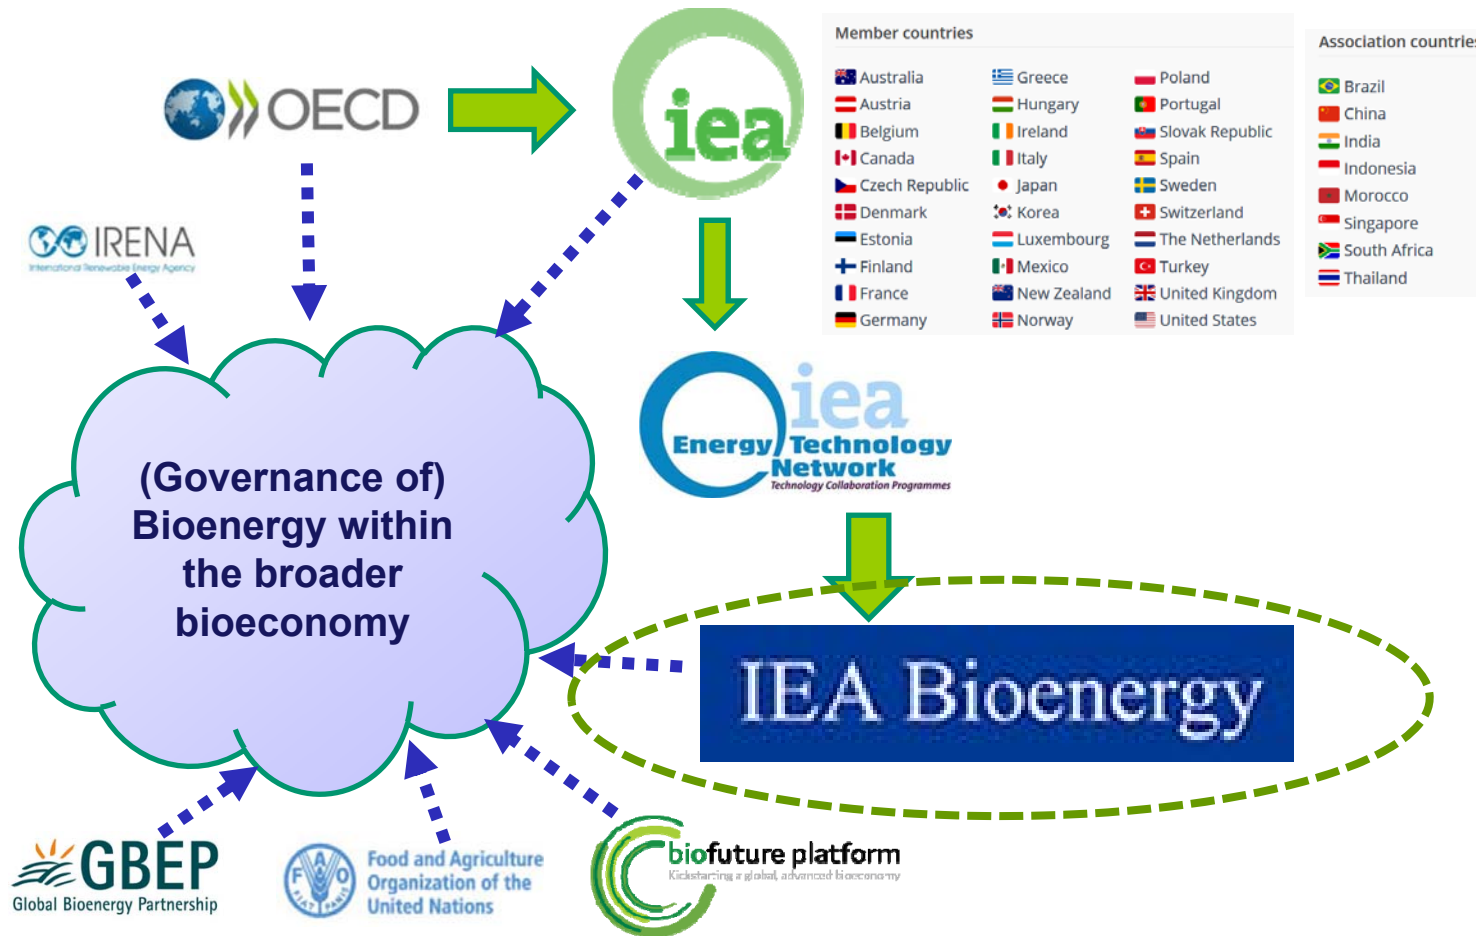 OECD
iea
Member countries
Australia
Austria
Belgium
Canada
Czech Republic
Denmark
Estonia
Finland
France
Germany
Greece
Hungary
Ireland
Italy
Japan
Korea
Luxembourg
Mexico
New Zealand
Norway
Poland
Portugal
Slovak Republic
Spain
Sweden
Switzerland
The Netherlands
Turkey
United Kingdom
United States
Association countries
Brazil
China
India
Indonesia
Morocco
Singapore
South Africa
Thailand
IRENA
International Renewable Energy Agency
iea
Energy Technology
Network
Technology Collaboration Programmes
(Governance of)
Bioenergy within
the broader
bioeconomy
IEA Bioenergy
GBEP
Global Bioenergy Partnership
F A O
FIAT PANIS
Food and Agriculture
Organization of the
United Nations
biofuture platform
Kickstarting a global, advanced bioeconomy